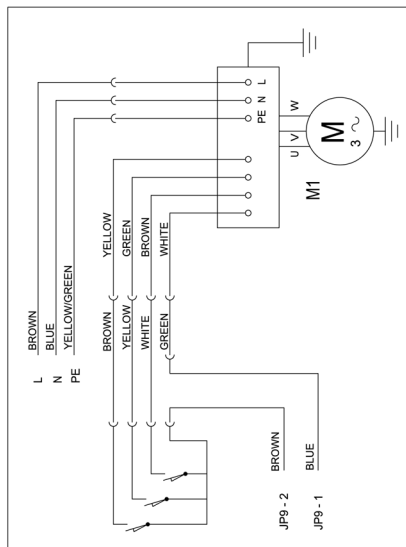 L
N
PE
BROWN
BLUE
YELLOW/GREEN
L
N
PE
W
V
U
M
3
M1
YELLOW
GREEN
BROWN
WHITE
BROWN
YELLOW
WHITE
GREEN
BROWN
BLUE
JP9 - 2
JP9 - 1